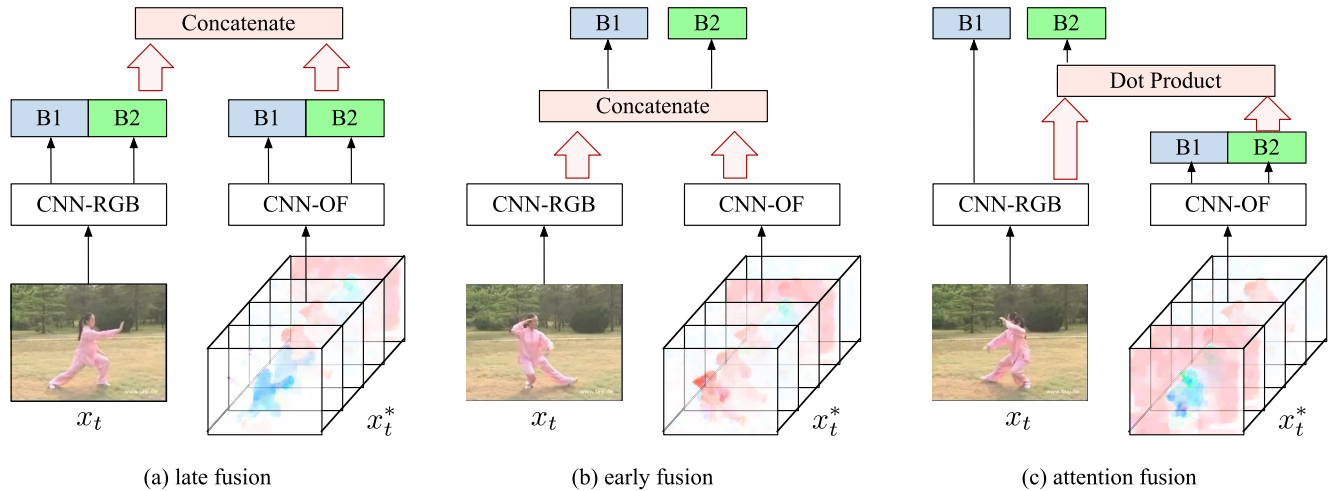 Concatenate
B1 B2 B1 B2
CNN-RGB CNN-OF
x_t x_t^*
(a) late fusion
B1 B2
Concatenate
CNN-RGB CNN-OF
x_t x_t^*
(b) early fusion
B1 B2
Dot Product
B1 B2
CNN-RGB CNN-OF
x_t x_t^*
(c) attention fusion